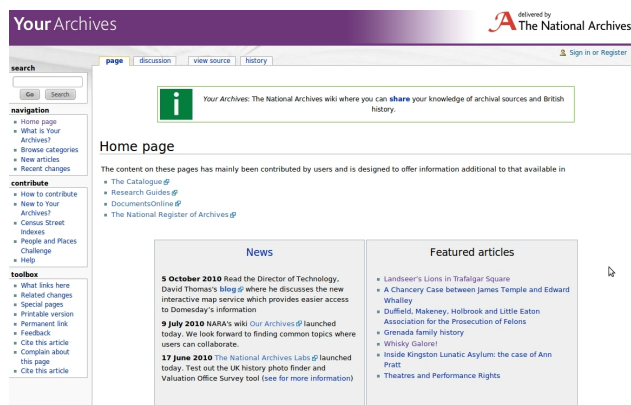 Your Archives
delivered by
The National Archives
Sign in or Register
page discussion view source history
search
Go Search
navigation
Home page
What is Your
Archives?
Browse categories
New articles
Recent changes
contribute
How to contribute
New to Your
Archives?
Census Street
Indexes
People and Places
Challenge
Help
toolbox
What links here
Related changes
Special pages
Printable version
Permanent link
Feedback
Cite this article
Complain about
this page
Cite this article
i
Your Archives: The National Archives wiki where you can share your knowledge of archival sources and British
history.
Home page
The content on these pages has mainly been contributed by users and is designed to offer information additional to that available in
The Catalogue
Research Guides
DocumentsOnline
The National Register of Archives
News
5 October 2010 Read the Director of Technology,
David Thomas's blog where he discusses the new
interactive map service which provides easier access
to Domesday's information
9 July 2010 NARA's wiki Our Archives launched
today. We look forward to finding common topics where
users can collaborate.
17 June 2010 The National Archives Labs launched
today. Test out the UK history photo finder and
Valuation Office Survey tool (see for more information)
Featured articles
Landseer's Lions in Trafalgar Square
A Chancery Case between James Temple and Edward
Whalley
Duffield, Makeney, Holbrook and Little Eaton
Association for the Prosecution of Felons
Grenada family history
Whisky Galore!
Inside Kingston Lunatic Asylum: the case of Ann
Pratt
Theatres and Performance Rights